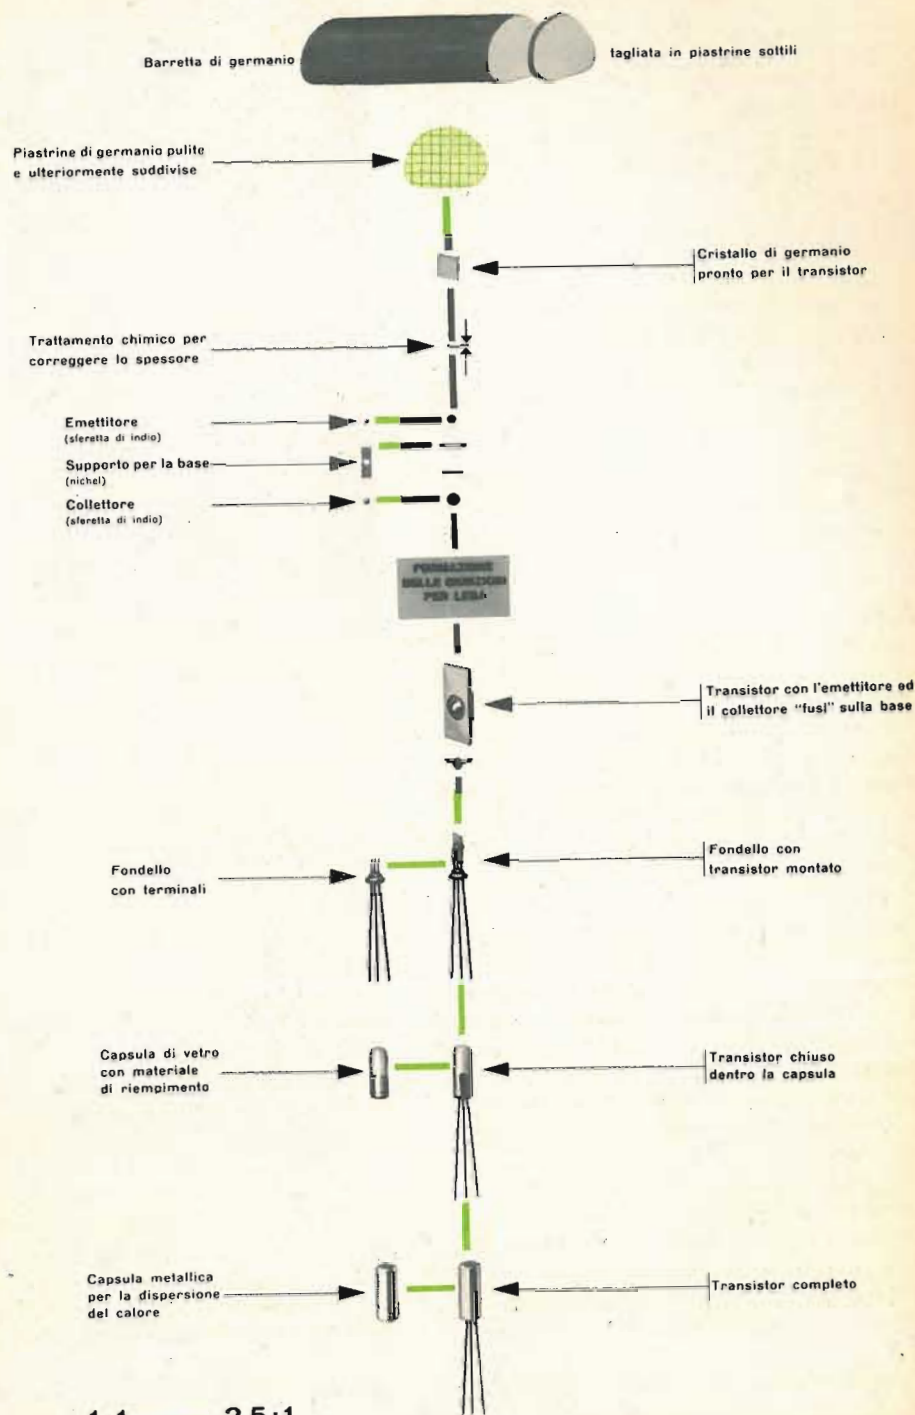 Barretta di germanio
tagliata in piastrine sottili
Piastrine di germanio pulite
e ulteriormente suddivise
Cristallo di germanio
pronto per il transistor
Trattamento chimico per
correggere lo spessore
Emettitore
(sferetta di indio)
Supporto per la base
(nichel)
Collettore
(sferetta di indio)
FORMAZIONE
DELLE GIUNZIONI
PER LEGA
Transistor con l'emettitore ed
il collettore "fusi" sulla base
Fondello
con terminali
Fondello con
transistor montato
Capsula di vetro
con materiale
di riempimento
Transistor chiuso
dentro la capsula
Capsula metallica
per la dispersione
del calore
Transistor completo